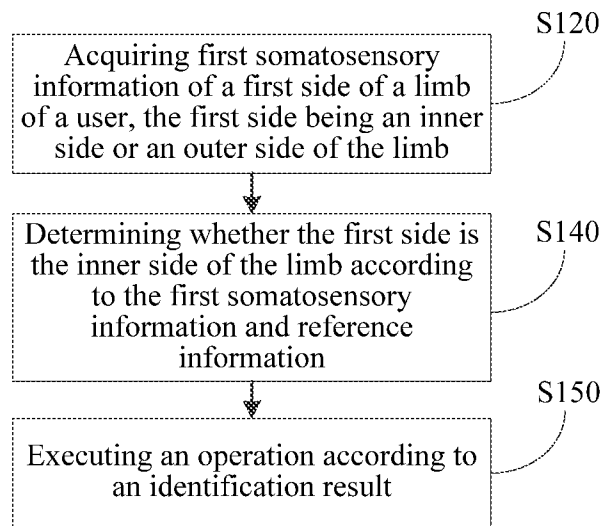 S120
Acquiring first somatosensory
information of a first side of a limb
of a user, the first side being an inner
side or an outer side of the limb
S140
Determining whether the first side is
the inner side of the limb according
to the first somatosensory
information and reference
information
S150
Executing an operation according to
an identification result